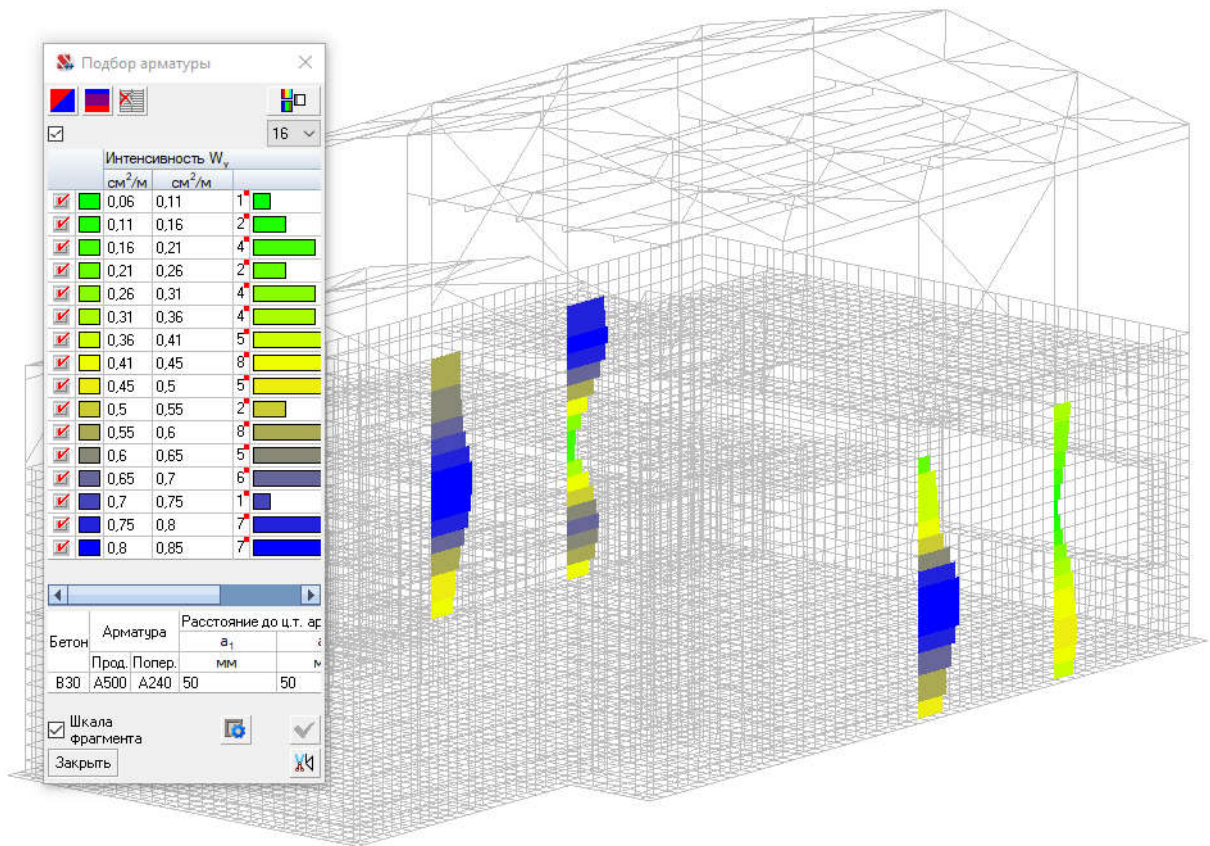 Подбор арматуры
16
Интенсивность Wy
см²/м см²/м
0,06 0,11 1
0,11 0,16 2
0,16 0,21 4
0,21 0,26 2
0,26 0,31 4
0,31 0,36 4
0,36 0,41 5
0,41 0,45 8
0,45 0,5 5
0,5 0,55 2
0,55 0,6 8
0,6 0,65 5
0,65 0,7 6
0,7 0,75 1
0,75 0,8 7
0,8 0,85 7
Бетон Арматура Расстояние до ц.т. ар
a₁
Прод. Попер. мм
B30 A500 A240 50 50
Шкала
фрагмента
Закрыть